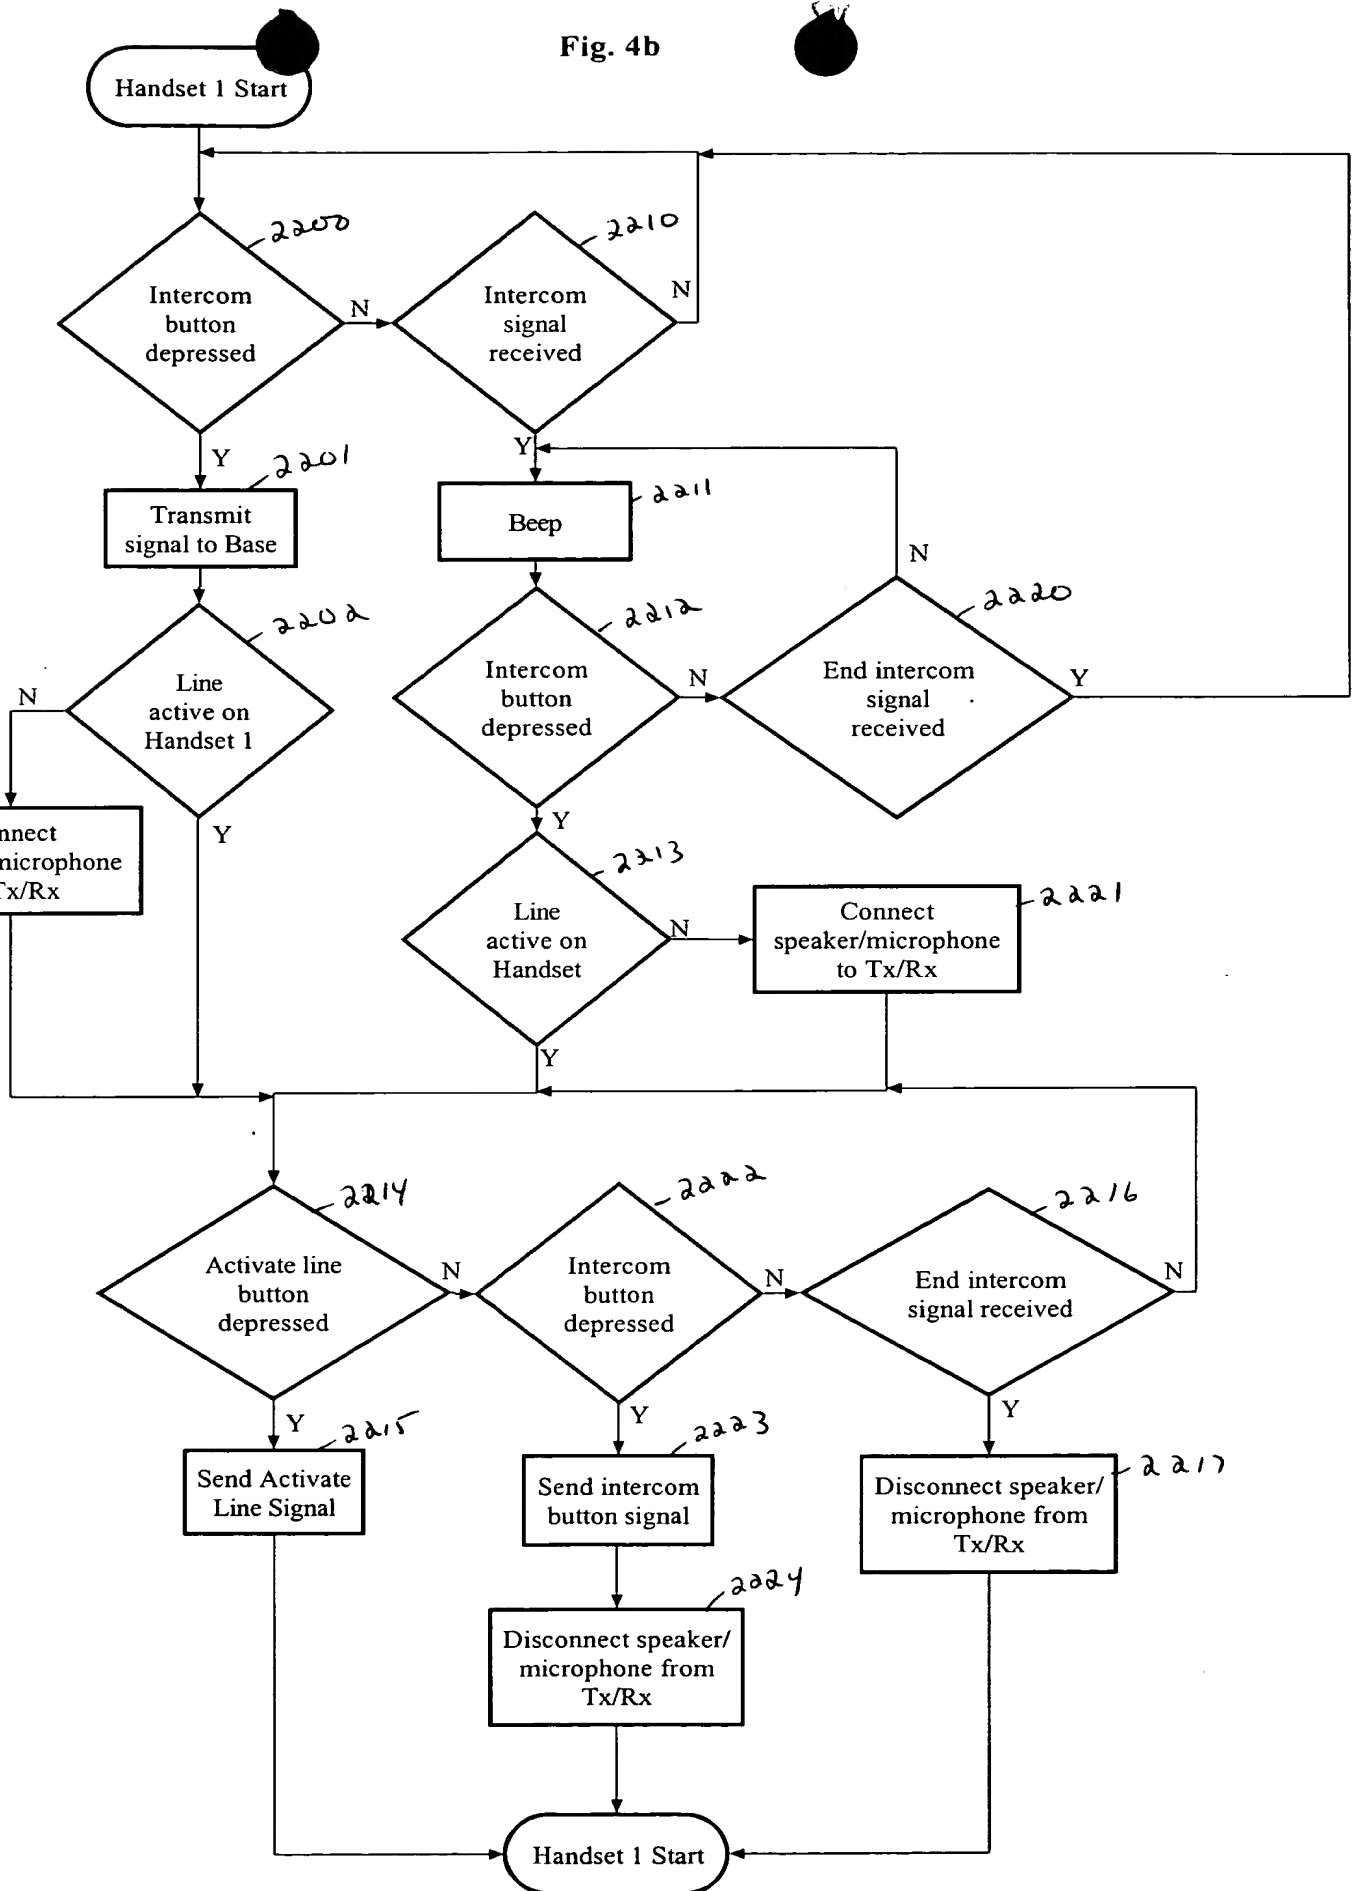 Fig. 4b
Handset 1 Start
2200
Intercom
button
depressed
N
2210
Intercom
signal
received
N
Y
2201
Transmit
signal to Base
Y
Beep
2211
N
2202
Line
active on
Handset 1
N
Y
2212
Intercom
button
depressed
N
2220
End intercom
signal
received
Y
Y
nnect
microphone
Tx/Rx
2213
Line
active on
Handset
N
Connect
speaker/microphone
to Tx/Rx
2221
Y
2214
Activate line
button
depressed
N
2222
Intercom
button
depressed
N
2216
End intercom
signal received
N
Y
2215
Send Activate
Line Signal
Y
2223
Send intercom
button signal
Y
2217
Disconnect speaker/
microphone from
Tx/Rx
2224
Disconnect speaker/
microphone from
Tx/Rx
Handset 1 Start